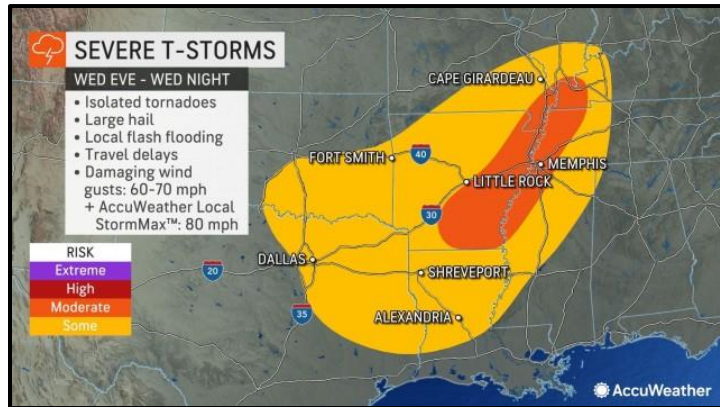 SEVERE T-STORMS
WED EVE - WED NIGHT
• Isolated tornadoes
• Large hail
• Local flash flooding
• Travel delays
• Damaging wind
gusts: 60-70 mph
+ AccuWeather Local
StormMax™: 80 mph
RISK
Extreme
High
Moderate
Some
CAPE GIRARDEAU
FORT SMITH
40
MEMPHIS
LITTLE ROCK
30
DALLAS
20
SHREVEPORT
35
ALEXANDRIA
AccuWeather